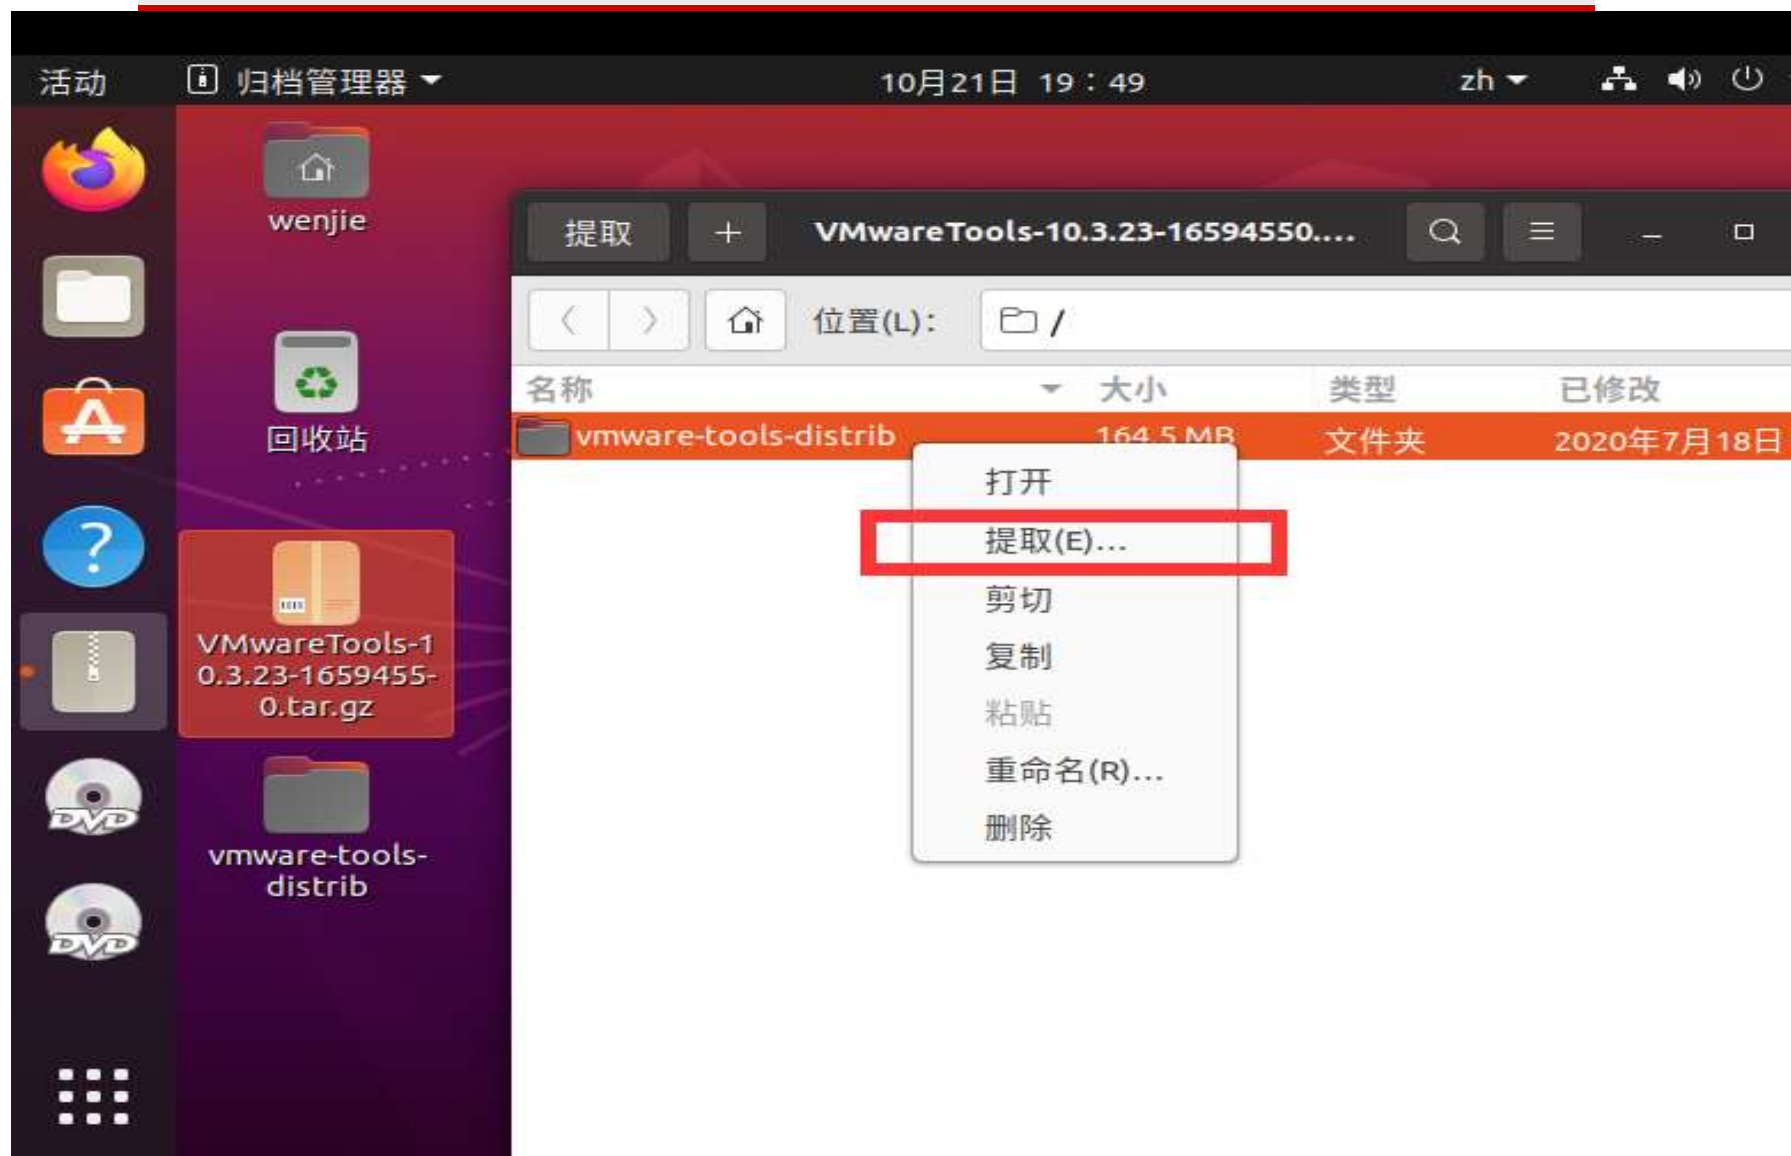 活动
归档管理器
10月21日 19：49
zh
wenjie
回收站
VMwareTools-1
0.3.23-1659455-
0.tar.gz
vmware-tools-
distrib
提取
VMwareTools-10.3.23-16594550....
位置(L)：
/
名称 大小 类型 已修改
vmware-tools-distrib 164.5 MB 文件夹 2020年7月18日
打开
提取(E)...
剪切
复制
粘贴
重命名(R)...
删除
A
?
DVD
DVD